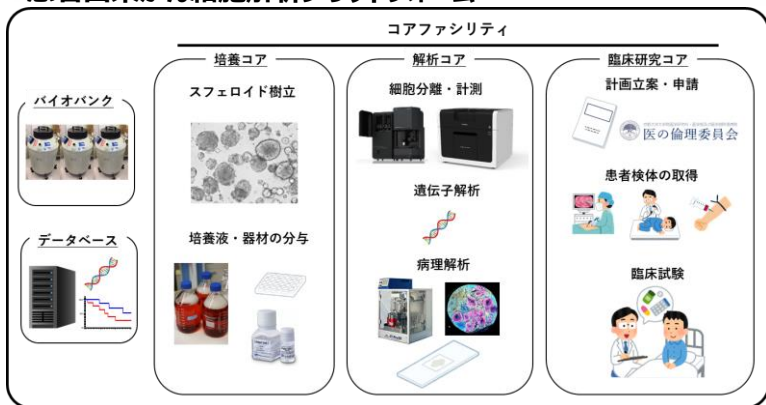 コアファシリティ
バイオバンク
データベース
培養コア
スフェロイド樹立
培養液・器材の分与
解析コア
細胞分離・計測
遺伝子解析
病理解析
臨床研究コア
計画立案・申請
医の倫理委員会
患者検体の取得
臨床試験